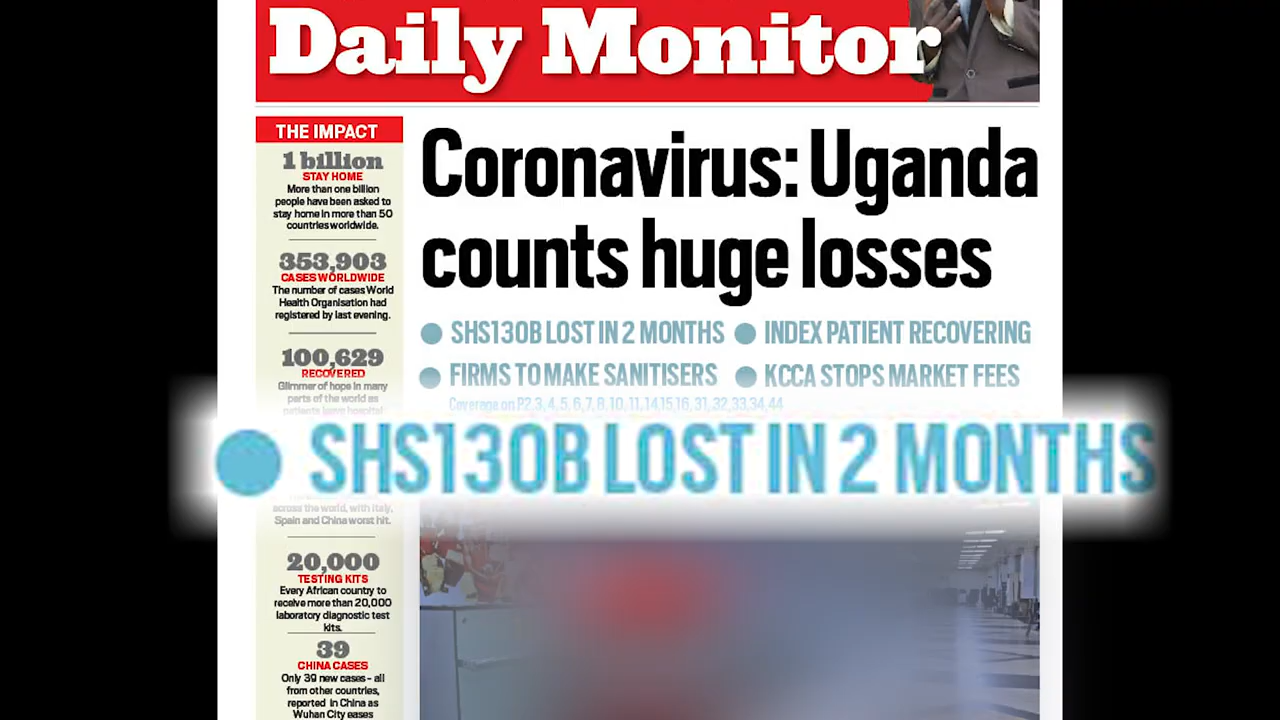 Daily Monitor
THE IMPACT
1 billion
STAY HOME
More than one billion
people have been asked to
stay home in more than 50
countries worldwide.
353,903
CASES WORLDWIDE
The number of cases World
Health Organisation had
registered by last evening.
100,629
RECOVERED
Glimmer of hope in many
parts of the world as
patients leave hospital
across the world, with Italy,
Spain and China worst hit.
20,000
TESTING KITS
Every African country to
receive more than 20,000
laboratory diagnostic test
kits.
39
CHINA CASES
Only 39 new cases - all
from other countries,
reported in China as
Wuhan City eases
Coronavirus: Uganda
counts huge losses
SHS130B LOST IN 2 MONTHS
INDEX PATIENT RECOVERING
FIRMS TO MAKE SANITISERS
KCCA STOPS MARKET FEES
Coverage on P2,3,4,5,6,7,8,10,11,14,15,16,31,32,33,34,44
SHS130B LOST IN 2 MONTHS